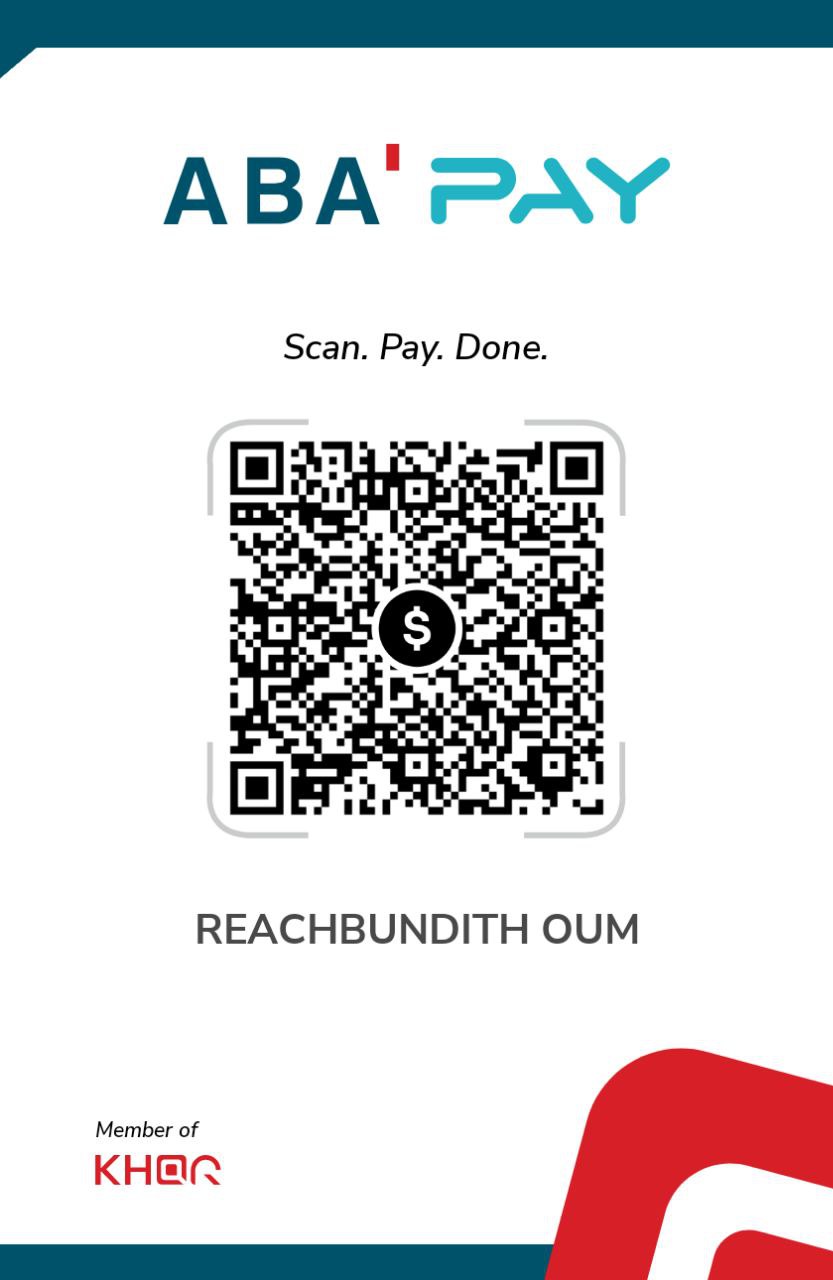 ABA' PAY
Scan. Pay. Done.
$
REACHBUNDITH OUM
Member of
KHQR